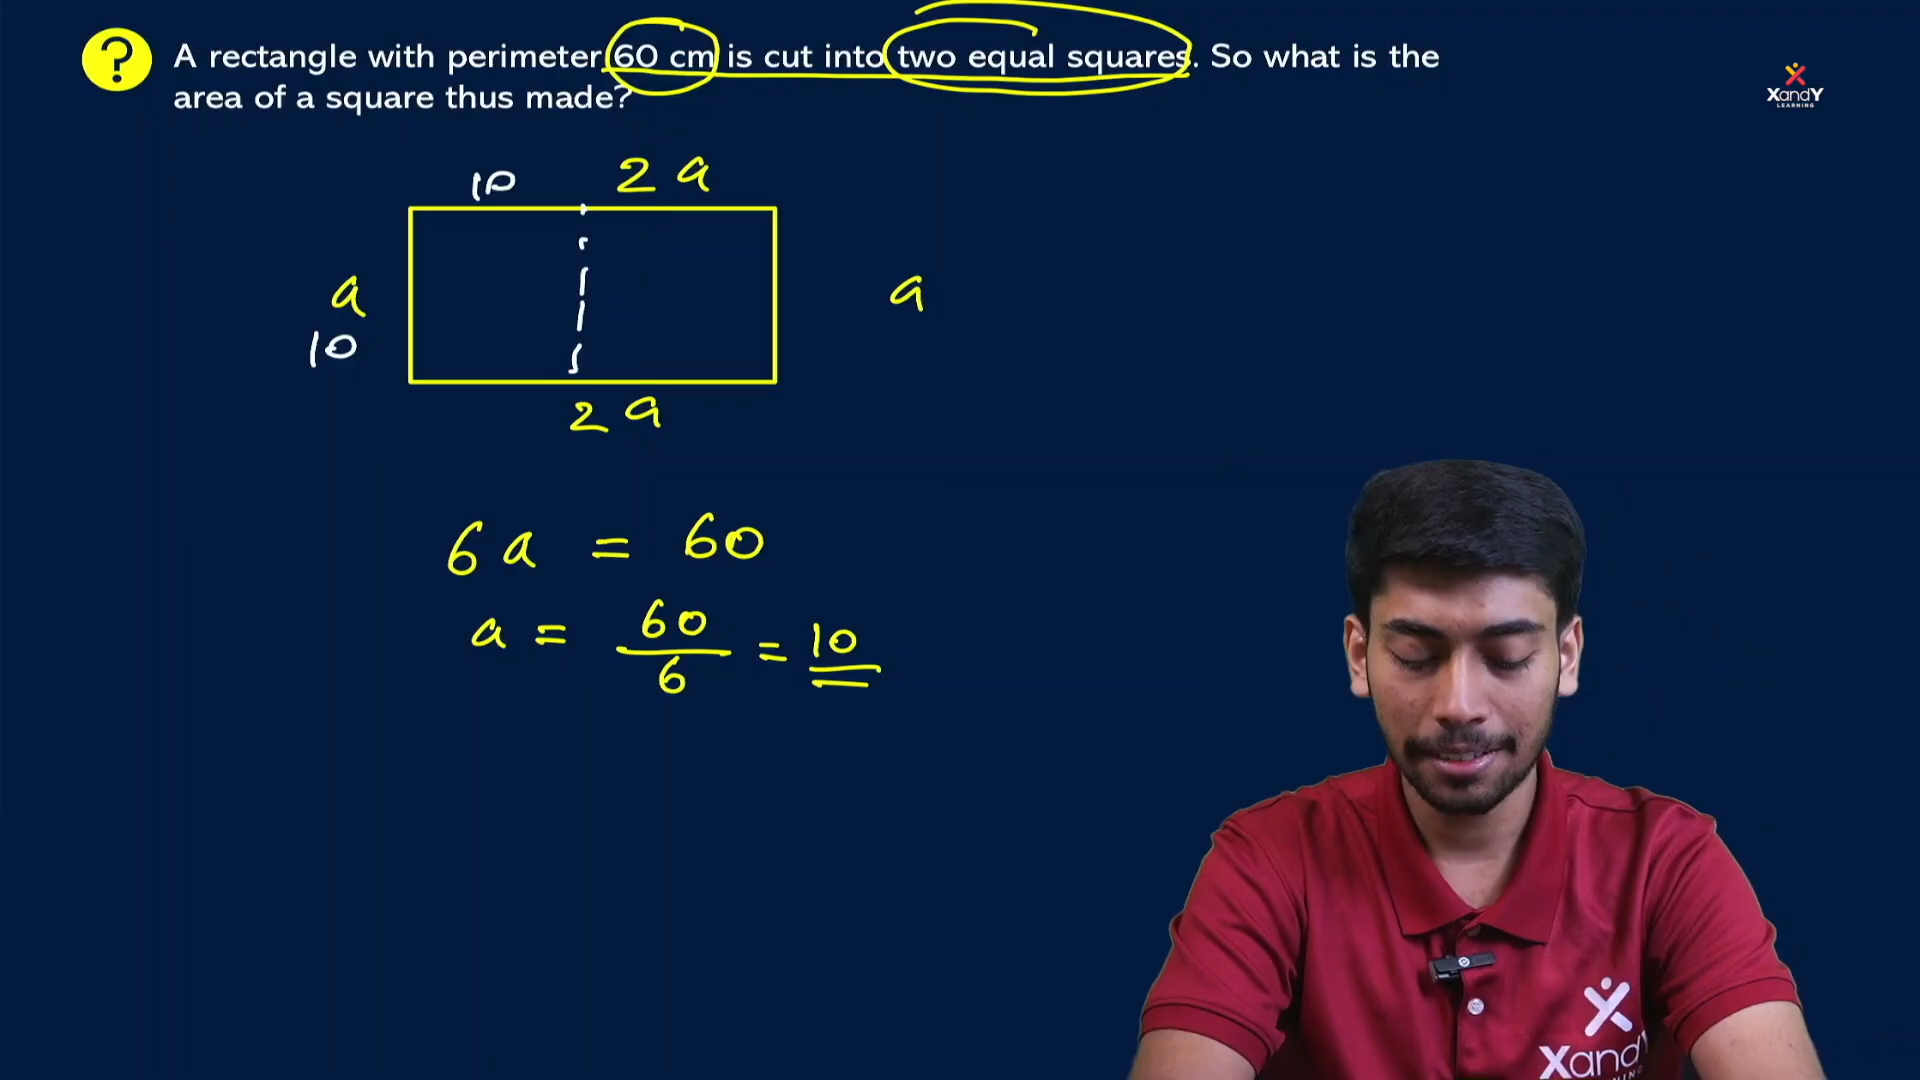 A rectangle with perimeter 60 cm is cut into two equal squares. So what is the
area of a square thus made?
?
XandY
LEARNING
10 2 a
a a
10
2 a
6 a = 60
a = 60/6 = 10
XandY